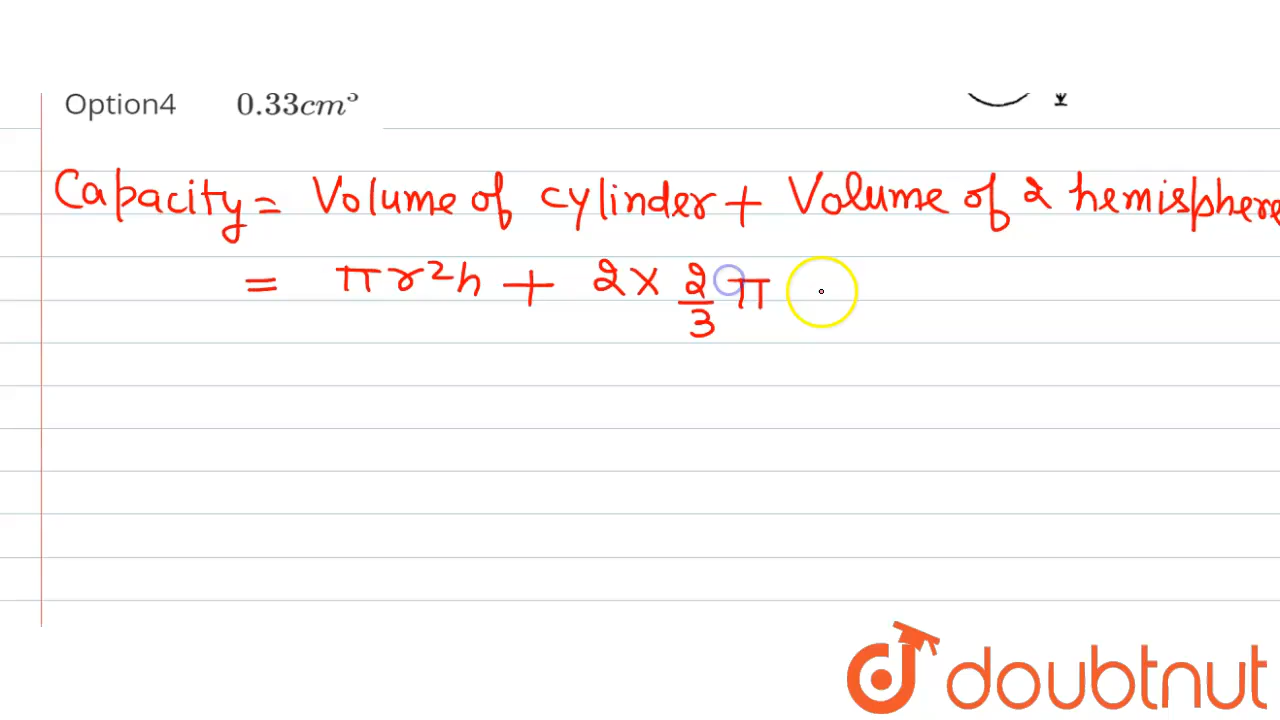 Option4 0.33cm³
Capacity = Volume of cylinder + Volume of 2 hemisphere
= πr²h + 2 × 2/3 π
doubtnut